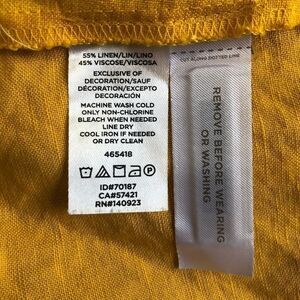 55% LINEN/LIN/LINO
45% VISCOSE/VISCOSA
EXCLUSIVE OF
DECORATION/SAUF
DÉCORATION/EXCEPTO
DECORACIÓN
MACHINE WASH COLD
ONLY NON-CHLORINE
BLEACH WHEN NEEDED
LINE DRY
COOL IRON IF NEEDED
OR DRY CLEAN
465418
ID#70187
CA#57421
RN#140923
CUT ALONG DOTTED LINE
REMOVE BEFORE WEARING
OR WASHING